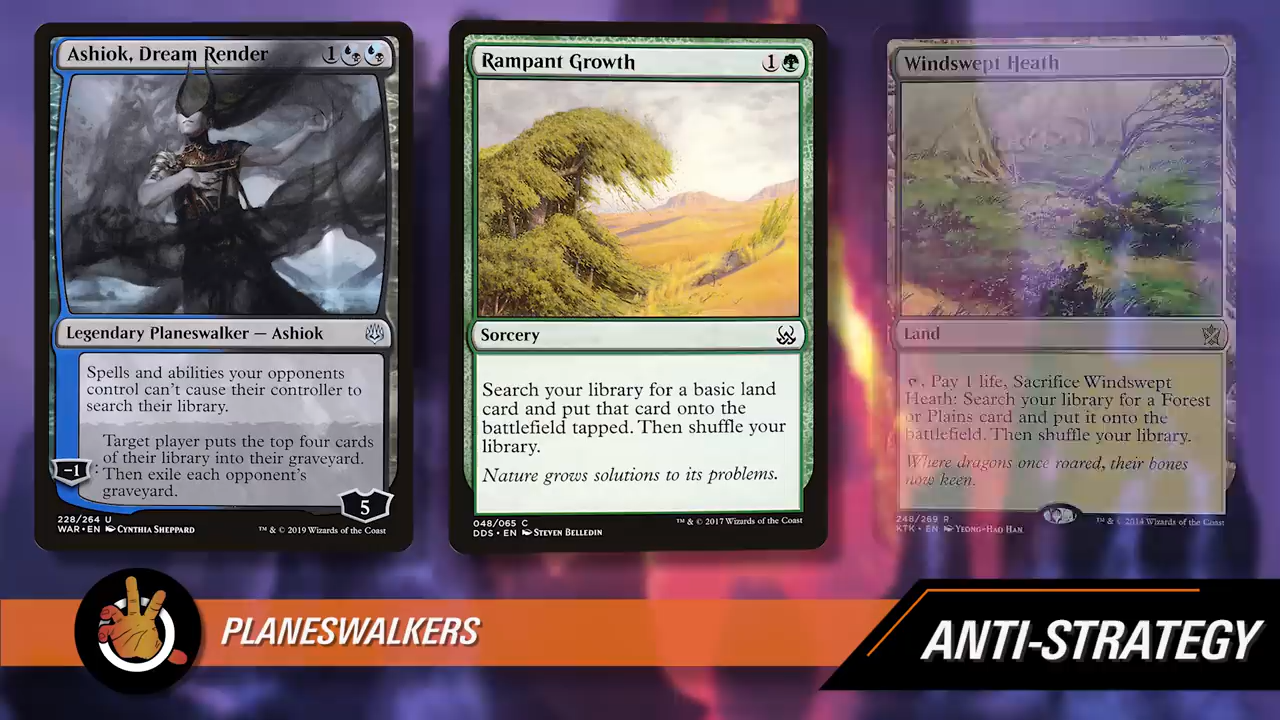 Ashiok, Dream Render
1
Legendary Planeswalker — Ashiok
Spells and abilities your opponents
control can't cause their controller to
search their library.
-1:
Target player puts the top four cards
of their library into their graveyard.
Then exile each opponent's
graveyard.
5
228/264 U
WAR • EN Cynthia Sheppard
™ & © 2019 Wizards of the Coast
Rampant Growth
1
Sorcery
Search your library for a basic land
card and put that card onto the
battlefield tapped. Then shuffle your
library.
Nature grows solutions to its problems.
048/065 C
DDS • EN Steven Belledin
™ & © 2017 Wizards of the Coast
Windswept Heath
Land
, Pay 1 life, Sacrifice Windswept
Heath: Search your library for a Forest
or Plains card and put it onto the
battlefield. Then shuffle your library.
Where dragons once roared, their bones
now keen.
248/269 R
KTK • EN Yeong-Hao Han
™ & © 2014 Wizards of the Coast
PLANESWALKERS
ANTI-STRATEGY